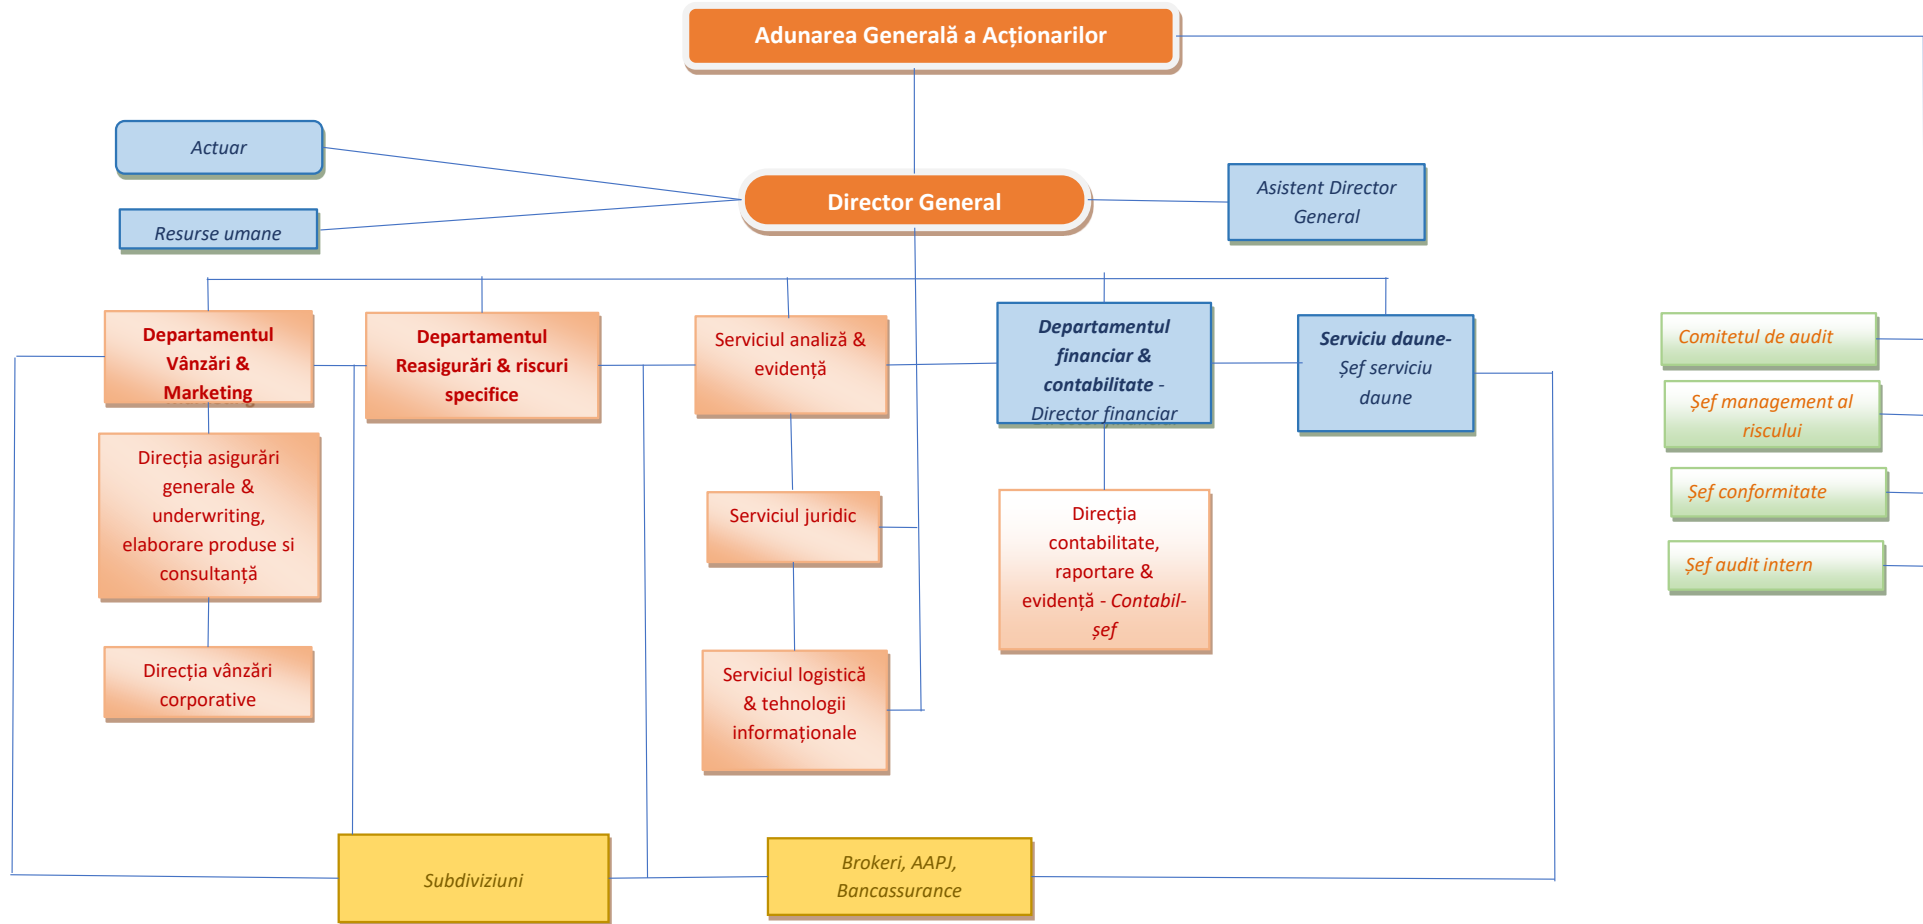 Adunarea Generală a Acționarilor
Actuar
Resurse umane
Director General
Asistent Director
General
Departamentul
Vânzări &
Marketing
Departamentul
Reasigurări & riscuri
specifice
Serviciul analiză &
evidență
Departamentul
financiar &
contabilitate -
Director financiar
Serviciu daune-
Șef serviciu
daune
Comitetul de audit
Șef management al
riscului
Șef conformitate
Șef audit intern
Direcția asigurări
generale &
underwriting,
elaborare produse si
consultanță
Serviciul juridic
Direcția
contabilitate,
raportare &
evidență - Contabil-
șef
Direcția vânzări
corporative
Serviciul logistică
& tehnologii
informaționale
Subdiviziuni
Brokeri, AAPJ,
Bancassurance